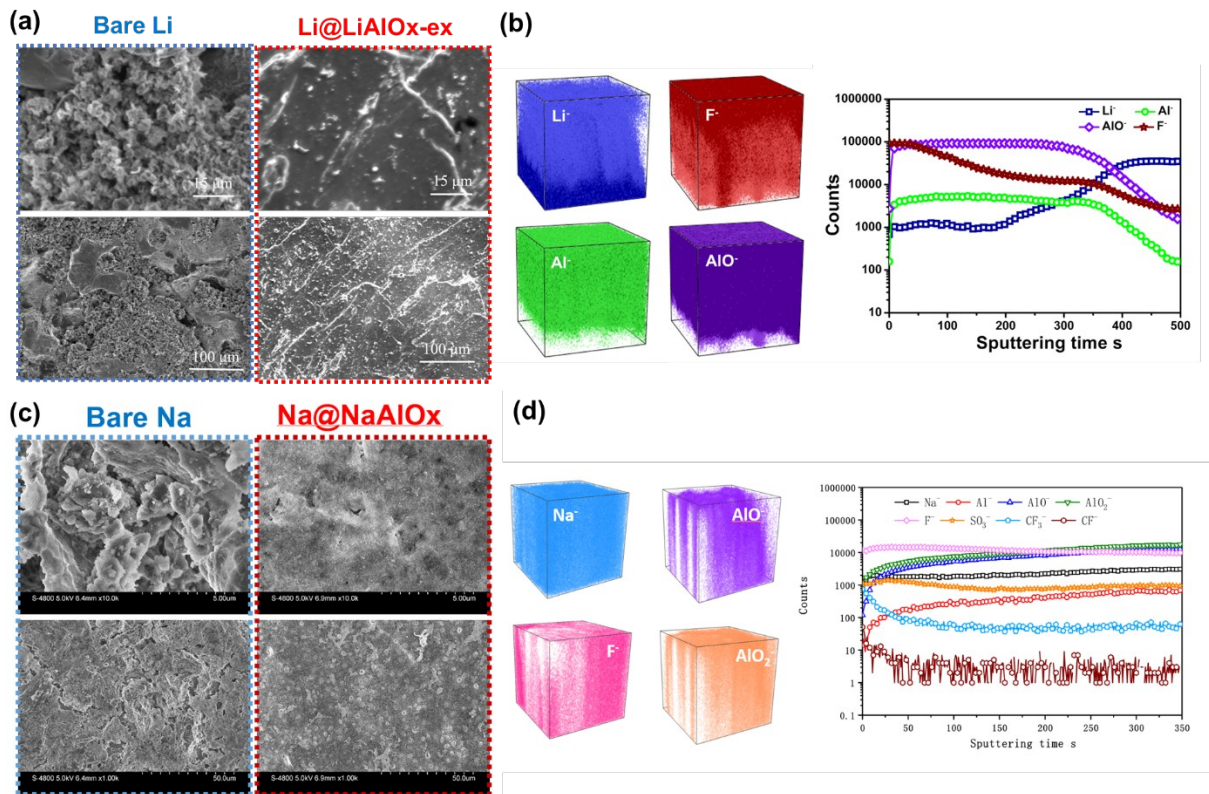 (a)
Bare Li
Li@LiAlOx-ex
15 μm
15 μm
100 μm
100 μm
(b)
Li⁻
F⁻
Al⁻
AlO⁻
1000000
100000
10000
1000
100
10
Counts
Li⁻
Al⁻
AlO⁻
F⁻
0
100
200
300
400
500
Sputtering time s
(c)
Bare Na
Na@NaAlOx
S-4800 5.0kV 6.4mm x10.0k
5.00um
S-4800 5.0kV 6.9mm x10.0k
5.00um
S-4800 5.0kV 6.4mm x1.00k
50.0um
S-4800 5.0kV 6.9mm x1.00k
50.0um
(d)
Na⁻
AlO⁻
F⁻
AlO₂⁻
1000000
100000
10000
1000
100
10
1
0.1
Counts
Na⁻
Al⁻
AlO⁻
AlO₂⁻
F⁻
SO₃⁻
CF₃⁻
CF⁻
0
50
100
150
200
250
300
350
Sputtering time s